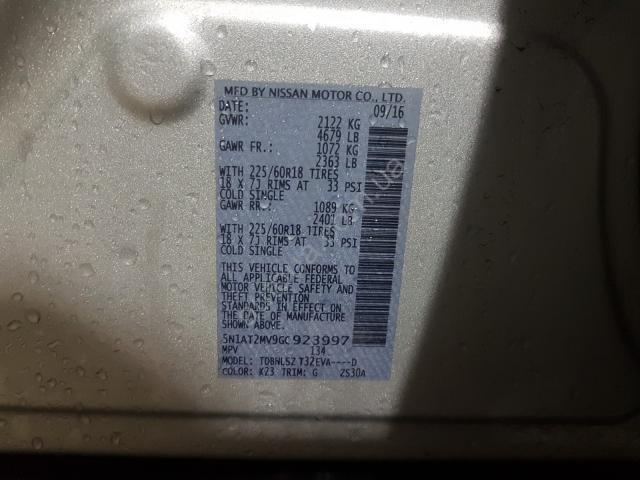 MFD BY NISSAN MOTOR CO., LTD.
DATE: 09/16
GVWR: 2122 KG
4679 LB
GAWR FR.: 1072 KG
2363 LB
WITH 225/60R18 TIRES
18 X 7J RIMS AT 33 PSI
COLD SINGLE
GAWR RR.: 1089 KG
2401 LB
WITH 225/60R18 TIRES
18 X 7J RIMS AT 33 PSI
COLD SINGLE
THIS VEHICLE CONFORMS TO
ALL APPLICABLE FEDERAL
MOTOR VEHICLE SAFETY AND
THEFT PREVENTION
STANDARDS IN EFFECT ON
THE DATE OF MANUFACTURE
SHOWN ABOVE.
5N1AT2MV9GC923997
MPV 134
MODEL: TDBNLSZ T32EVA----D
COLOR: K23 TRIM: G 2S30A